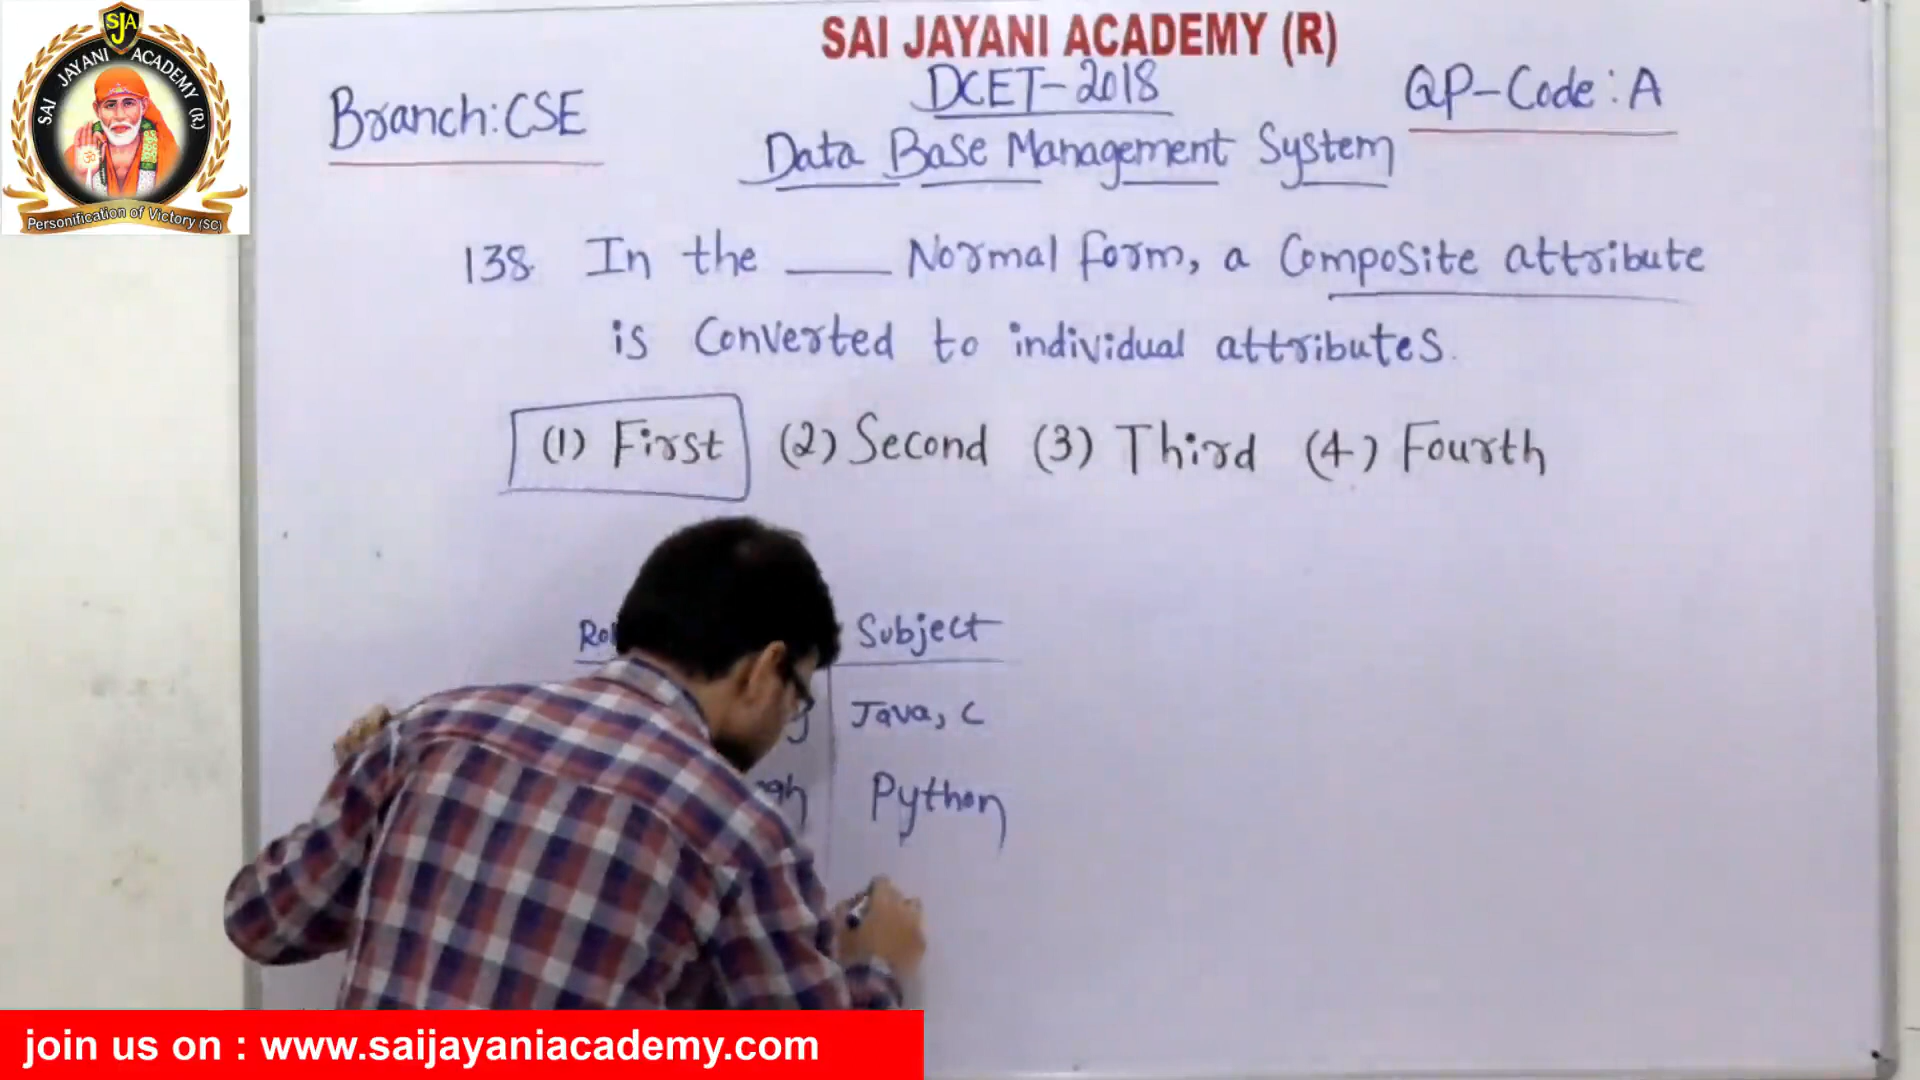 SJA
SAI JAYANI ACADEMY (R)
Personification of Victory (SC)
SAI JAYANI ACADEMY (R)
Branch: CSE
DCET-2018
QP-Code: A
Data Base Management System
138. In the ____ Normal form, a Composite attribute
is Converted to individual attributes.
(1) First (2) Second (3) Third (4) Fourth
Subject
Java, C
Python
join us on : www.saijayaniacademy.com